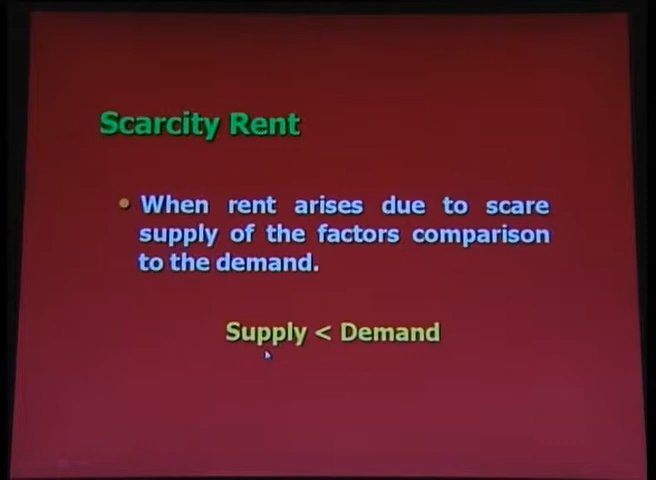 Scarcity Rent
• When rent arises due to scare
supply of the factors comparison
to the demand.
Supply < Demand